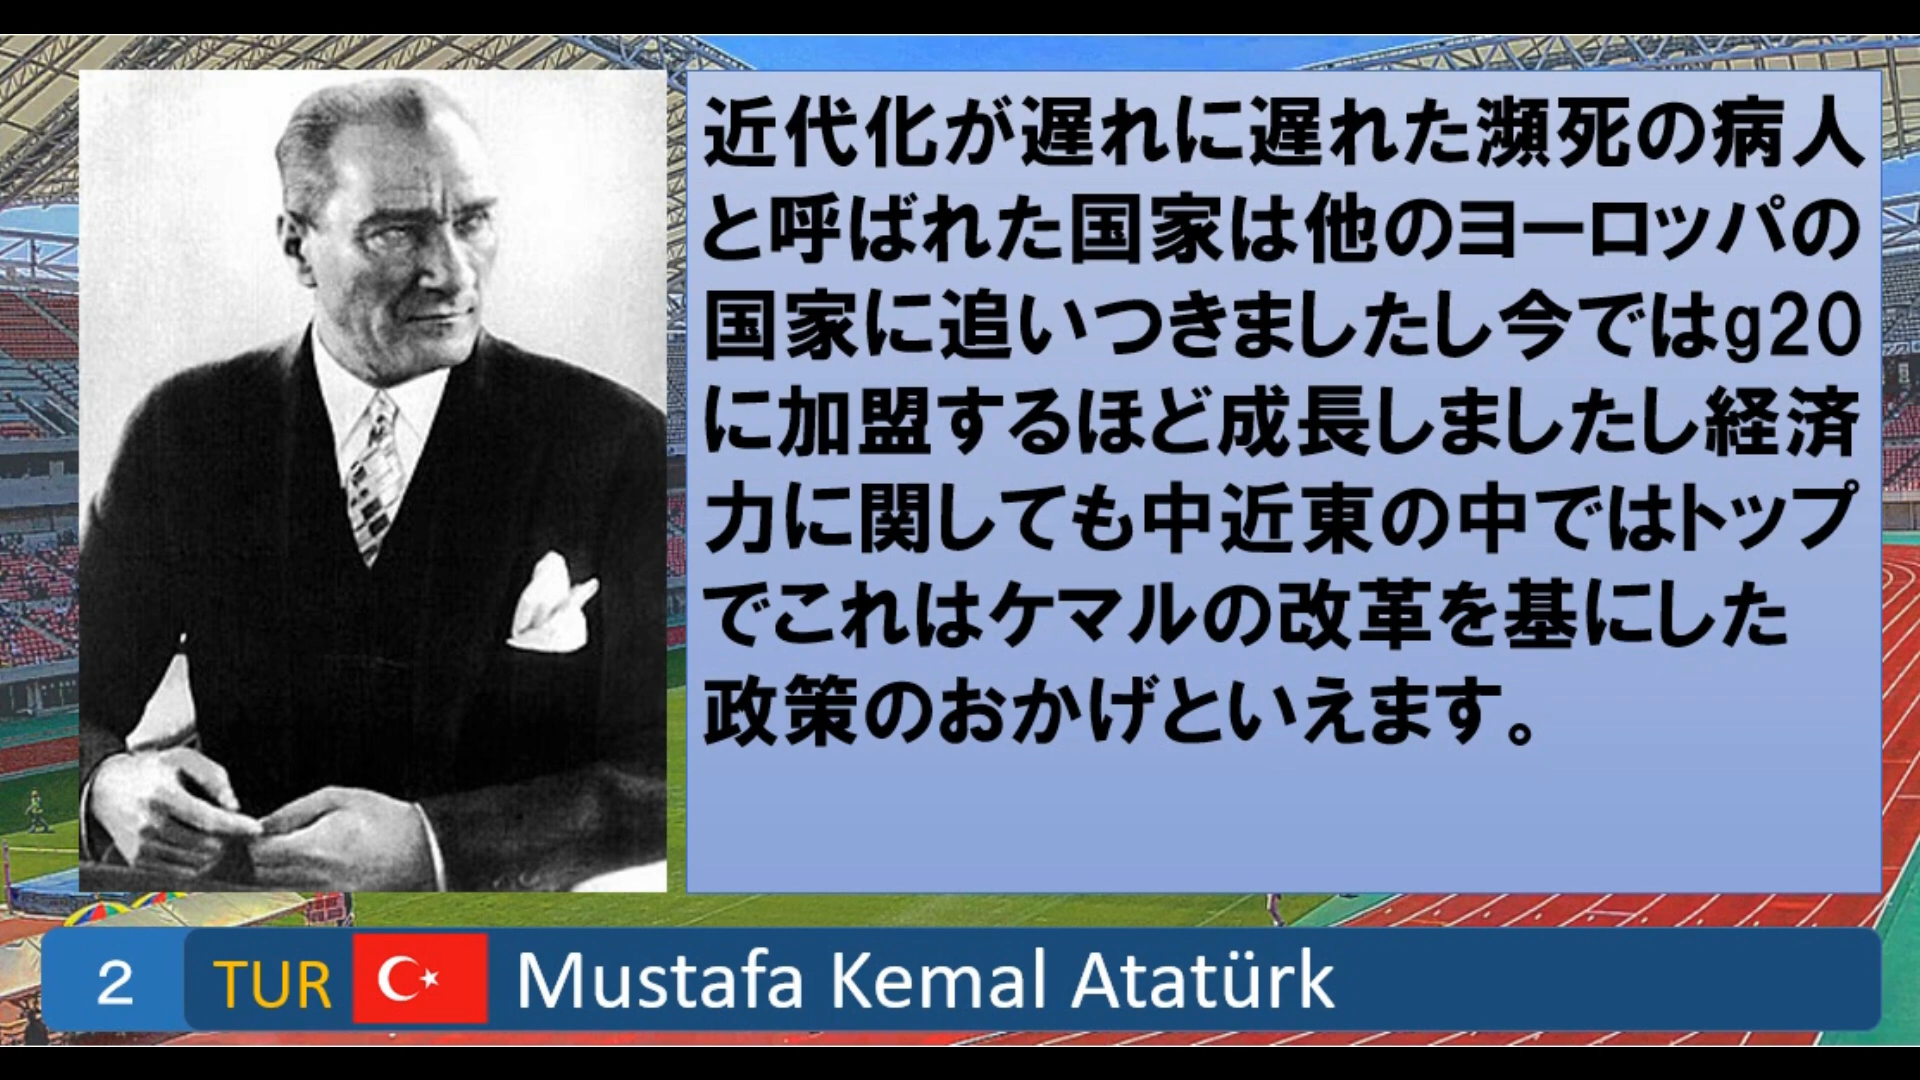 近代化が遅れに遅れた瀕死の病人
と呼ばれた国家は他のヨーロッパの
国家に追いつきましたし今ではg20
に加盟するほど成長しましたし経済
力に関しても中近東の中ではトップ
でこれはケマルの改革を基にした
政策のおかげといえます。
2 TUR Mustafa Kemal Atatürk